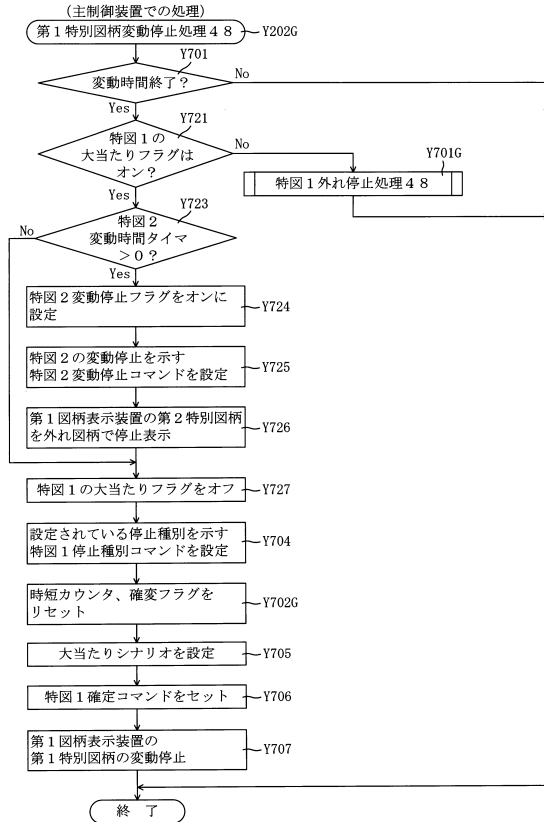 (主制御装置での処理)
第1特別図柄変動停止処理48
Y202G
Y701
変動時間終了?
No
Yes
Y721
特図1の
大当たりフラグは
オン?
No
Y701G
特図1外れ停止処理48
Yes
Y723
特図2
変動時間タイマ
>0?
No
Yes
特図2変動停止フラグをオンに
設定
Y724
特図2の変動停止を示す
特図2変動停止コマンドを設定
Y725
第1図柄表示装置の第2特別図柄
を外れ図柄で停止表示
Y726
特図1の大当たりフラグをオフ
Y727
設定されている停止種別を示す
特図1停止種別コマンドを設定
Y704
時短カウンタ、確変フラグを
リセット
Y702G
大当たりシナリオを設定
Y705
特図1確定コマンドをセット
Y706
第1図柄表示装置の
第1特別図柄の変動停止
Y707
終 了